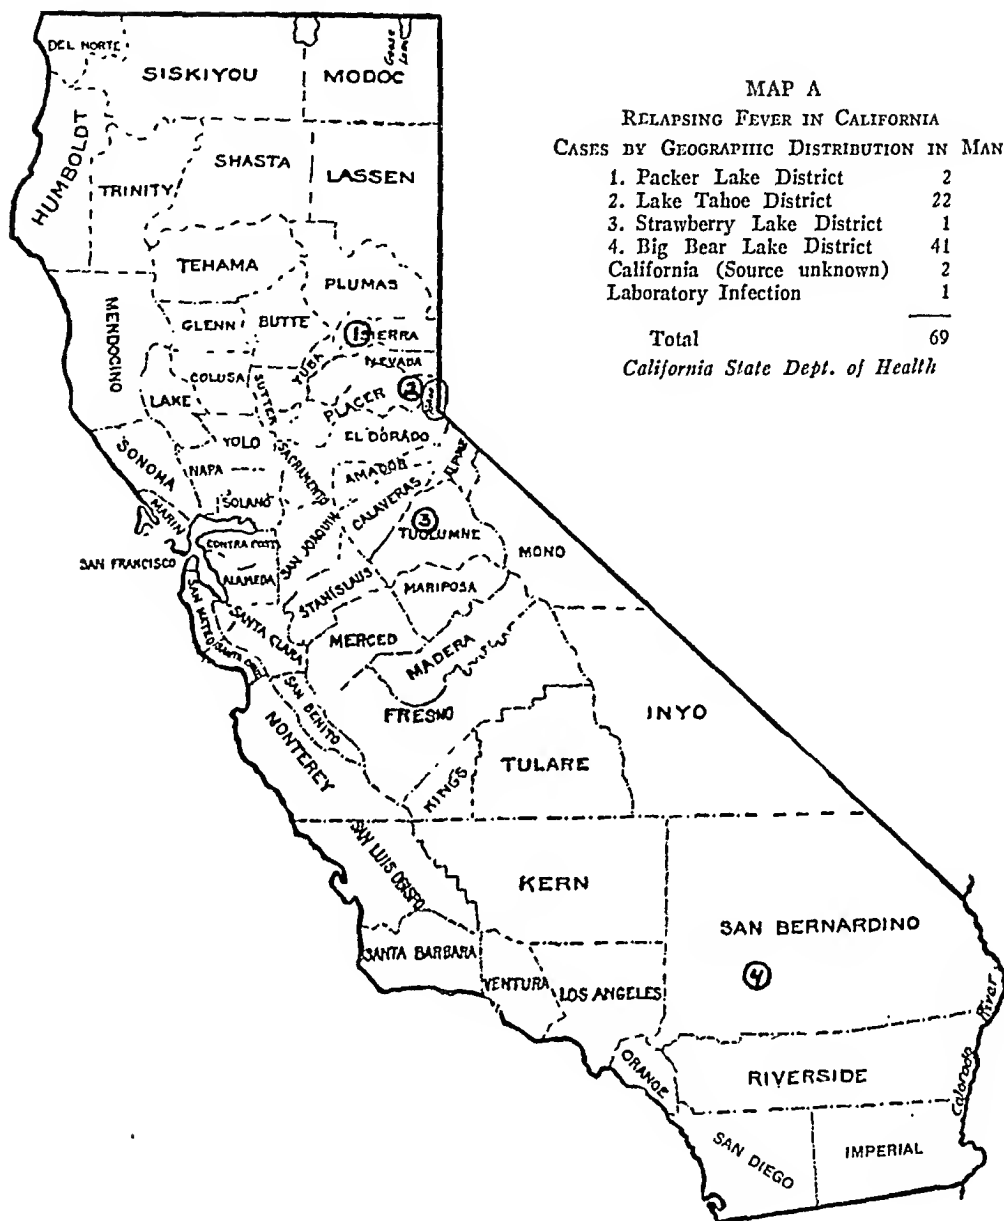 MAP A
RELAPSING FEVER IN CALIFORNIA
CASES BY GEOGRAPHIC DISTRIBUTION IN MAN
1. Packer Lake District 2
2. Lake Tahoe District 22
3. Strawberry Lake District 1
4. Big Bear Lake District 41
California (Source unknown) 2
Laboratory Infection 1
Total 69
California State Dept. of Health
DEL NORTE
SISKIYOU
MODOC
Goose Lake
HUMBOLDT
TRINITY
SHASTA
LASSEN
TEHAMA
PLUMAS
MENDOCINO
GLENN
BUTTE
1
SIERRA
YUBA
NEVADA
COLUSA
SUTTER
LAKE
PLACER
2
SONOMA
YOLO
EL DORADO
NAPA
SACRAMENTO
AMADOR
ALPINE
MARIN
SOLANO
CALAVERAS
3
TUOLUMNE
CONTRA COST
SAN JOAQUIN
MONO
SAN FRANCISCO
ALAMEDA
STANISLAUS
MARIPOSA
SAN MATEO
SANTA CLARA
SANTA CRUZ
MERCED
MADERA
SAN BENITO
MONTEREY
FRESNO
INYO
KINGS
TULARE
SAN LUIS OBISPO
KERN
SAN BERNARDINO
SANTA BARBARA
VENTURA
LOS ANGELES
4
ORANGE
RIVERSIDE
Colorado River
SAN DIEGO
IMPERIAL